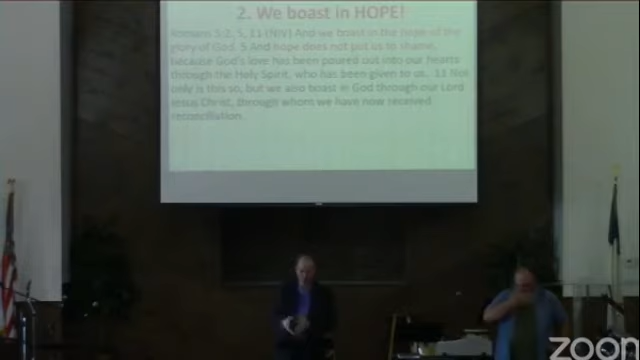 2. We boast in HOPE!
Romans 5:2, 5, 11 (NIV) And we boast in the hope of the
glory of God. 5 And hope does not put us to shame,
because God's love has been poured out into our hearts
through the Holy Spirit, who has been given to us. 11 Not
only is this so, but we also boast in God through our Lord
Jesus Christ, through whom we have now received
reconciliation.
zoom